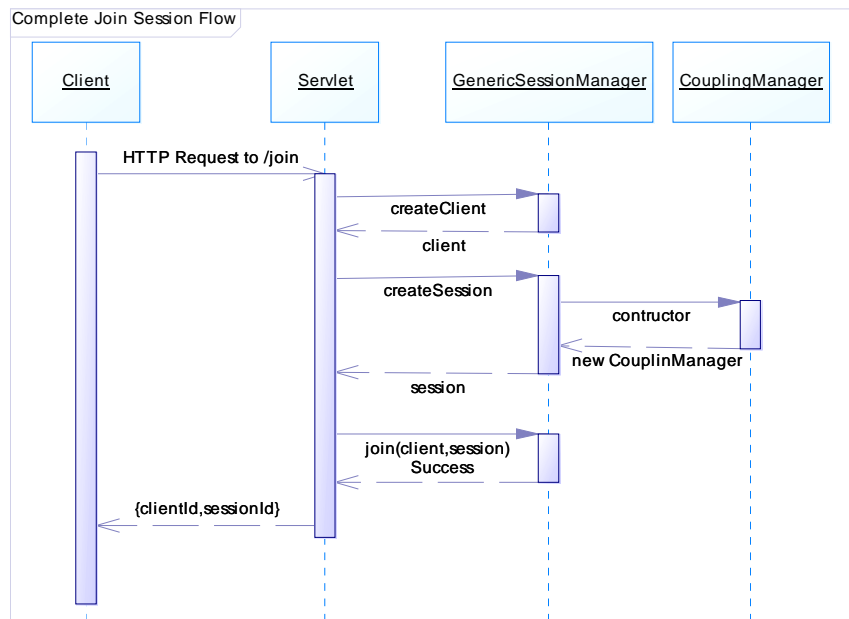 Complete Join Session Flow
Client
Servlet
GenericSessionManager
CouplingManager
HTTP Request to /join
createClient
client
createSession
contructor
new CouplinManager
session
join(client,session)
Success
{clientId,sessionId}